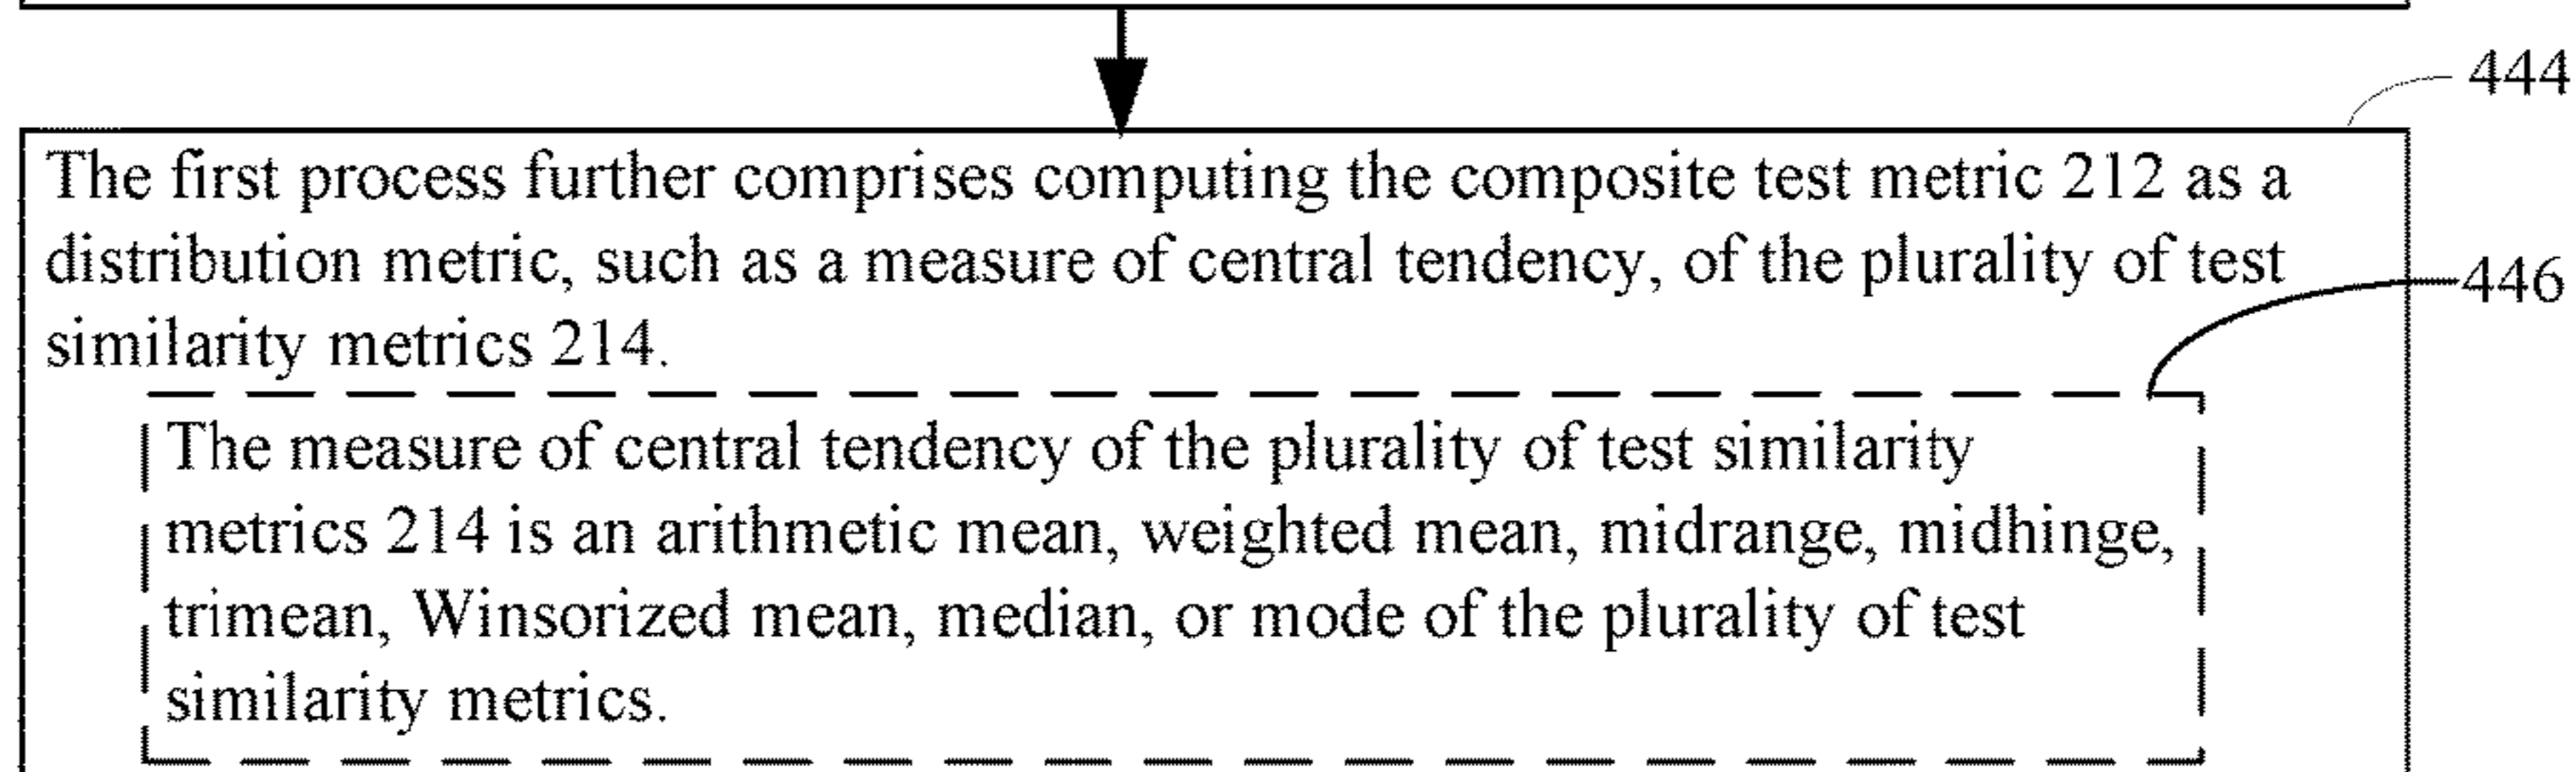 444
The first process further comprises computing the composite test metric 212 as a
distribution metric, such as a measure of central tendency, of the plurality of test
similarity metrics 214.
446
The measure of central tendency of the plurality of test similarity
metrics 214 is an arithmetic mean, weighted mean, midrange, midhinge,
trimean, Winsorized mean, median, or mode of the plurality of test
similarity metrics.